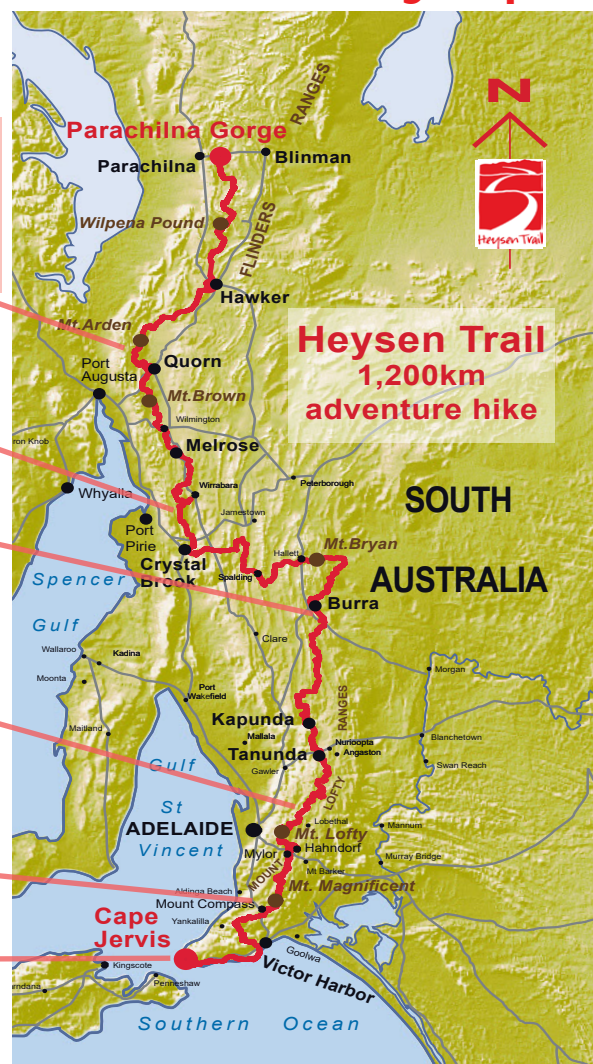 RANGES
N
Parachilna Gorge
Parachilna
Blinman
Heysen Trail
Wilpena Pound
FLINDERS
Hawker
Mt.Arden
Heysen Trail
1,200km
adventure hike
Port
Augusta
Quorn
Mt.Brown
Wilmington
Melrose
Whyalla
Wirrabara
Peterborough
SOUTH
Jamestown
Port
Pirie
Crystal
Brook
Hallett
Mt.Bryan
Spalding
AUSTRALIA
Spencer
Gulf
Burra
Clare
Wallaroo
Kadina
Moonta
Morgan
Port
Wakefield
Maitland
Kapunda
RANGES
Mallala
Tanunda
Nurioopta
Angaston
Blanchetown
Swan Reach
Gulf
St
Vincent
Gawler
LOFTY
ADELAIDE
Lobethal
Mannum
Mt. Lofty
Hahndorf
Mylor
Murray Bridge
Mt Barker
MOUNT
Aldinga Beach
Mt. Magnificent
Mount Compass
Yankalilla
Cape
Jervis
Goolwa
Victor Harbor
Kingscote
Penneshaw
Southern Ocean